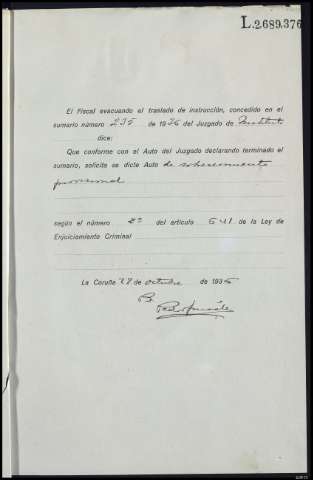 L.2689.376
El Fiscal evacuando el traslado de instrucción, concedido en el
sumario número 235 de 1936 del Juzgado de
dice:
Que conforme con el Auto del Juzgado declarando terminado el
sumario, solicita se dicte Auto de sobreseimiento
provisional
según el número 2º del artículo 641 de la Ley de
Enjuiciamiento Criminal
La Coruña 28 de octubre de 1936